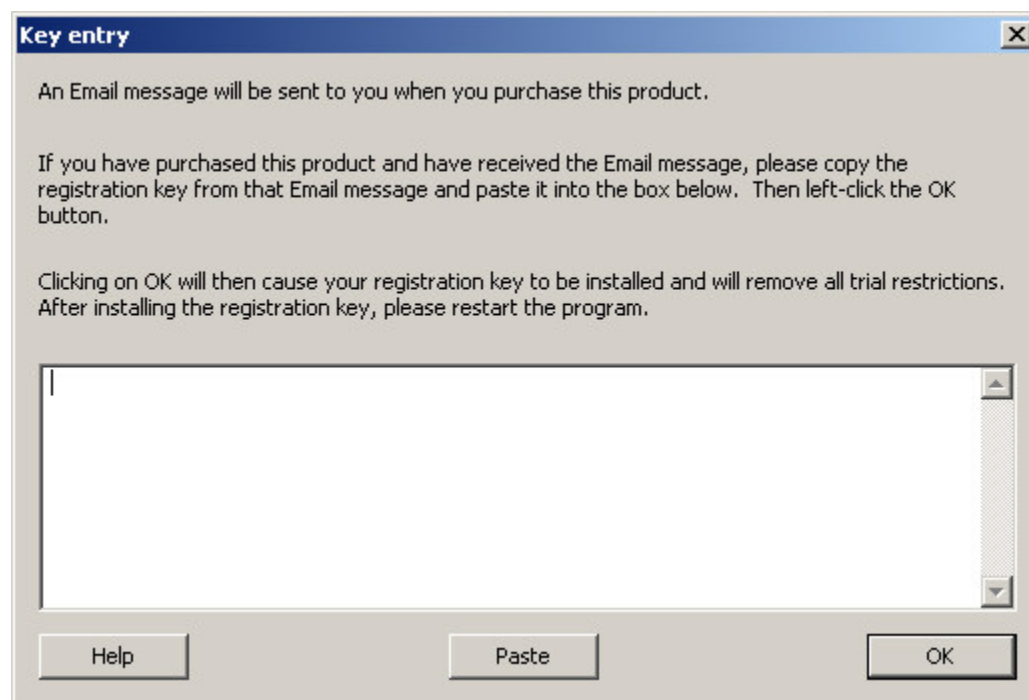 Key entry
An Email message will be sent to you when you purchase this product.
If you have purchased this product and have received the Email message, please copy the
registration key from that Email message and paste it into the box below.  Then left-click the OK
button.
Clicking on OK will then cause your registration key to be installed and will remove all trial restrictions.
After installing the registration key, please restart the program.
Help
Paste
OK